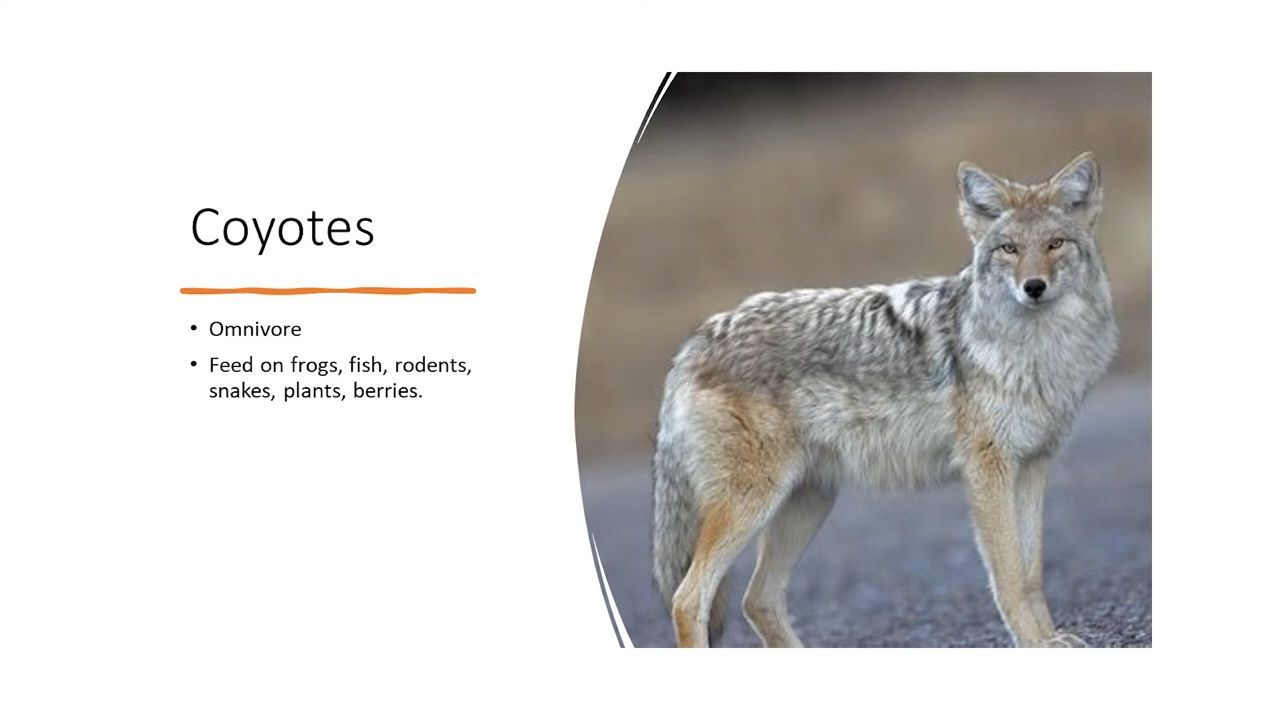 Coyotes
• Omnivore
• Feed on frogs, fish, rodents,
snakes, plants, berries.